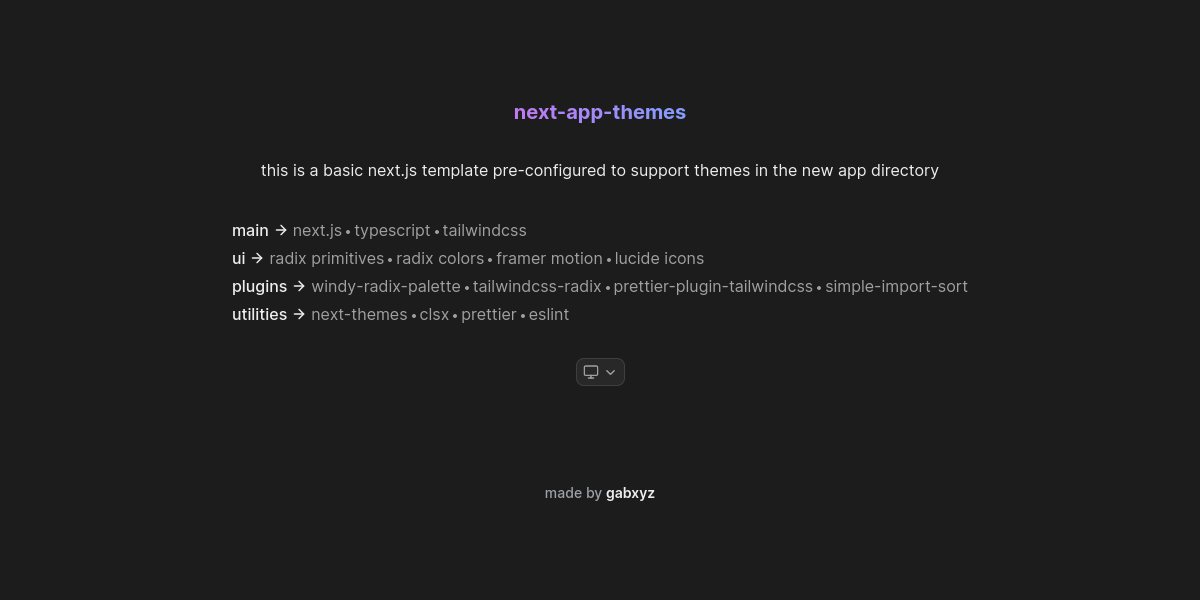 next-app-themes
this is a basic next.js template pre-configured to support themes in the new app directory
main → next.js • typescript • tailwindcss
ui → radix primitives • radix colors • framer motion • lucide icons
plugins → windy-radix-palette • tailwindcss-radix • prettier-plugin-tailwindcss • simple-import-sort
utilities → next-themes • clsx • prettier • eslint
made by gabxyz